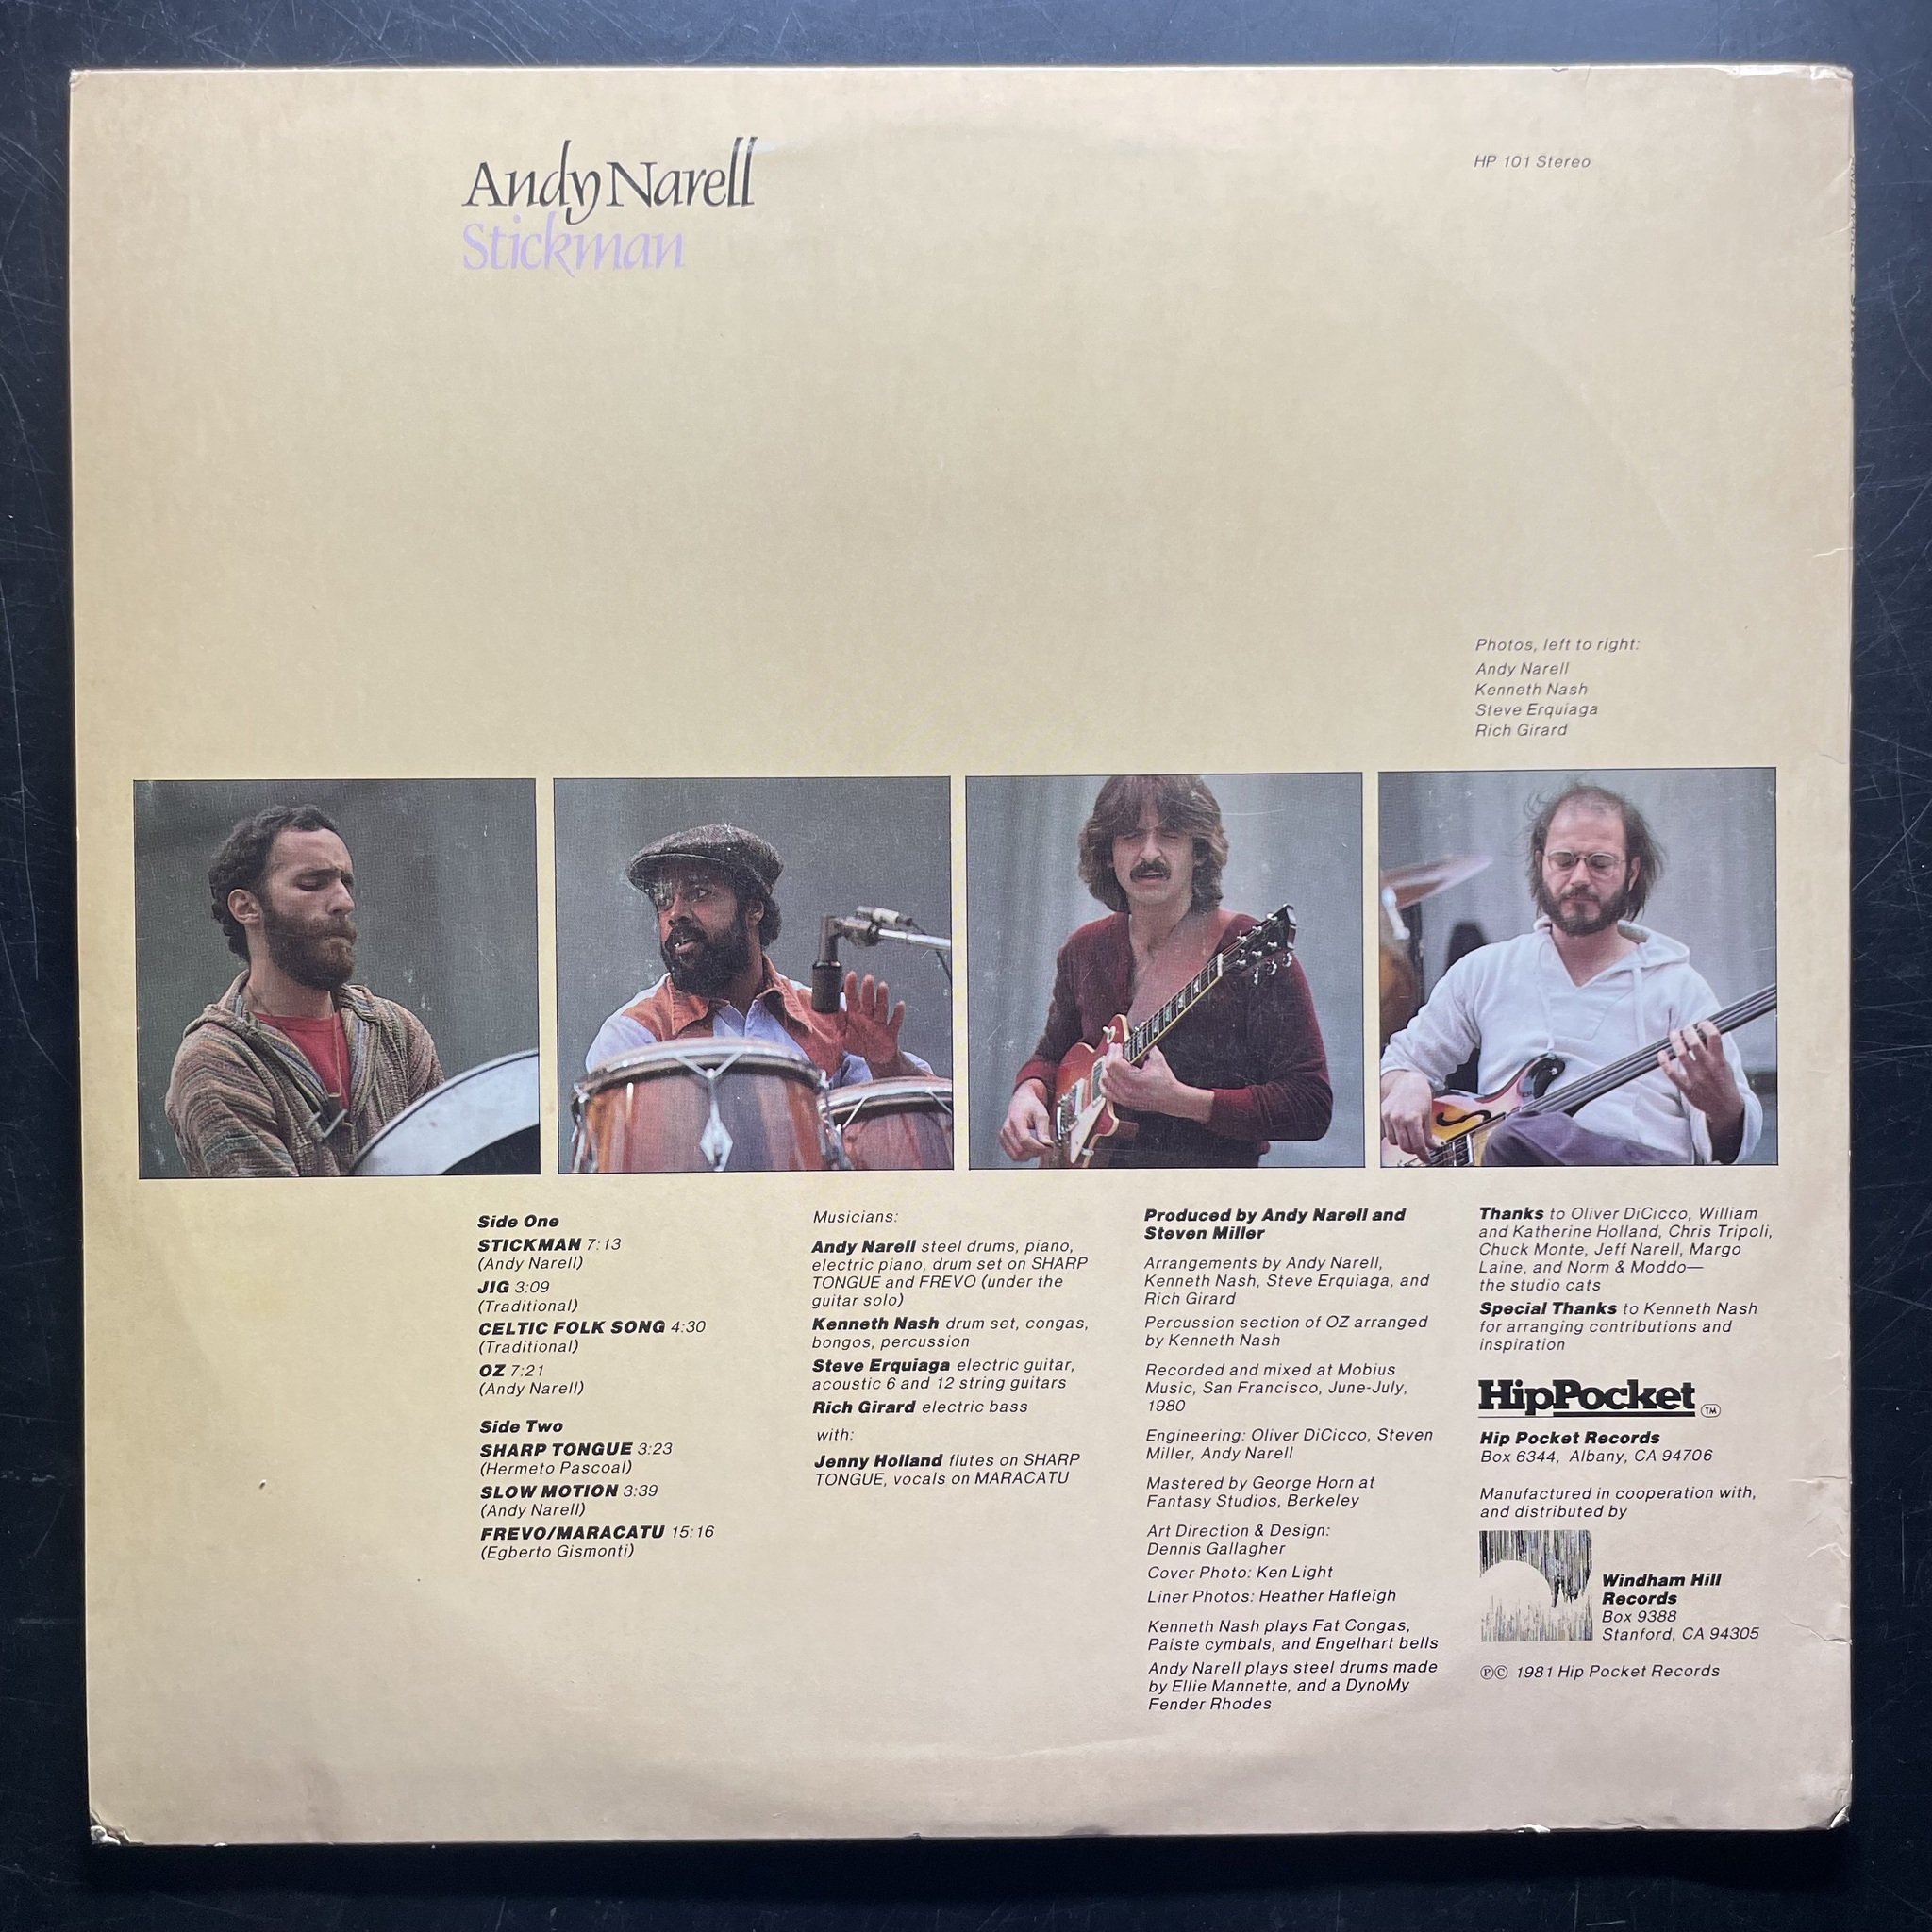 Andy Narell
Stickman
HP 101 Stereo
Photos, left to right:
Andy Narell
Kenneth Nash
Steve Erquiaga
Rich Girard
Side One
STICKMAN 7:13
(Andy Narell)
JIG 3:09
(Traditional)
CELTIC FOLK SONG 4:30
(Traditional)
OZ 7:21
(Andy Narell)
Side Two
SHARP TONGUE 3:23
(Hermeto Pascoal)
SLOW MOTION 3:39
(Andy Narell)
FREVO/MARACATU 15:16
(Egberto Gismonti)
Musicians:
Andy Narell steel drums, piano,
electric piano, drum set on SHARP
TONGUE and FREVO (under the
guitar solo)
Kenneth Nash drum set, congas,
bongos, percussion
Steve Erquiaga electric guitar,
acoustic 6 and 12 string guitars
Rich Girard electric bass
with:
Jenny Holland flutes on SHARP
TONGUE, vocals on MARACATU
Produced by Andy Narell and
Steven Miller
Arrangements by Andy Narell,
Kenneth Nash, Steve Erquiaga, and
Rich Girard
Percussion section of OZ arranged
by Kenneth Nash
Recorded and mixed at Mobius
Music, San Francisco, June-July,
1980
Engineering: Oliver DiCicco, Steven
Miller, Andy Narell
Mastered by George Horn at
Fantasy Studios, Berkeley
Art Direction & Design:
Dennis Gallagher
Cover Photo: Ken Light
Liner Photos: Heather Hafleigh
Kenneth Nash plays Fat Congas,
Paiste cymbals, and Engelhart bells
Andy Narell plays steel drums made
by Ellie Mannette, and a DynoMy
Fender Rhodes
Thanks to Oliver DiCicco, William
and Katherine Holland, Chris Tripoli,
Chuck Monte, Jeff Narell, Margo
Laine, and Norm & Moddo—
the studio cats
Special Thanks to Kenneth Nash
for arranging contributions and
inspiration
HipPocket TM
Hip Pocket Records
Box 6344, Albany, CA 94706
Manufactured in cooperation with,
and distributed by
Windham Hill
Records
Box 9388
Stanford, CA 94305
℗© 1981 Hip Pocket Records